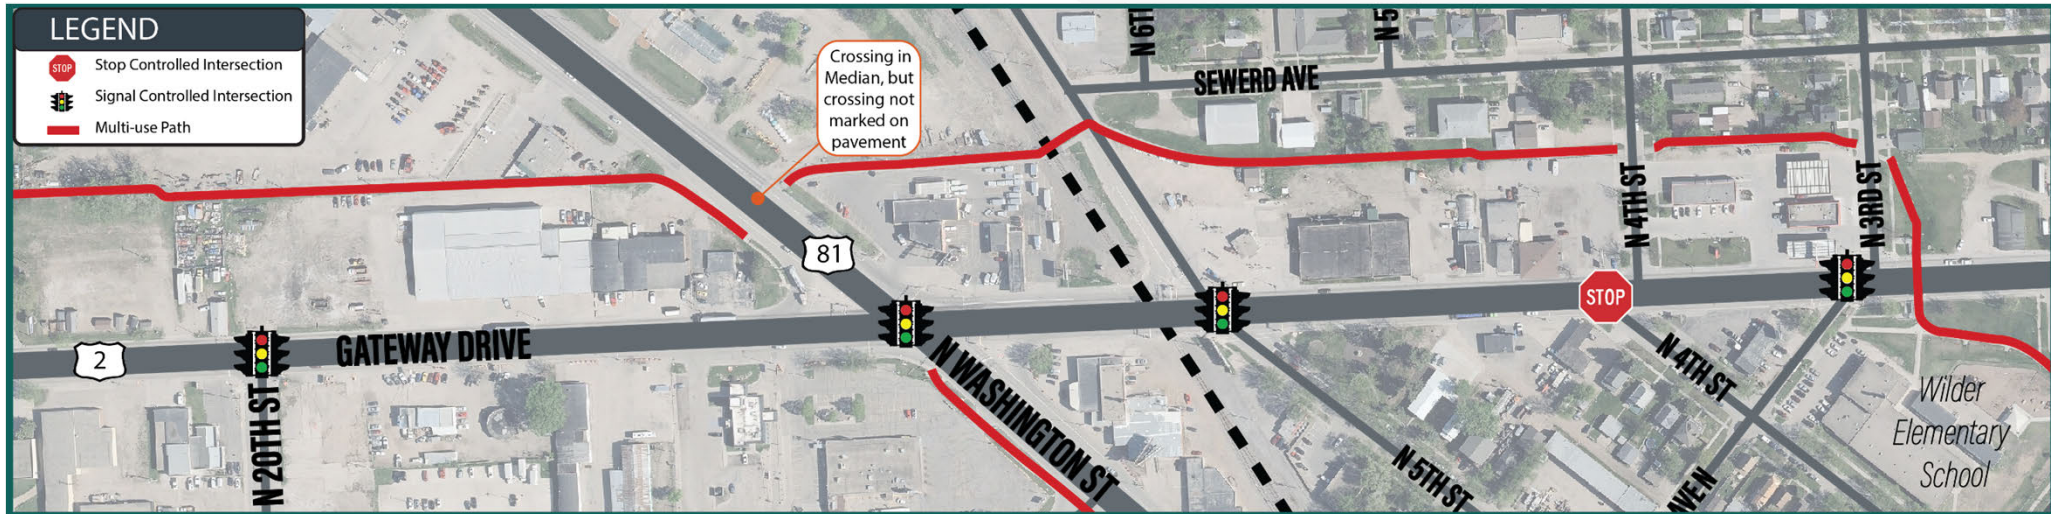 LEGEND
STOP Stop Controlled Intersection
Signal Controlled Intersection
Multi-use Path
Crossing in
Median, but
crossing not
marked on
pavement
N 6TH
N 5
SEWERD AVE
N 4TH ST
N 3RD ST
81
2
GATEWAY DRIVE
N 20TH ST
N WASHINGTON ST
STOP
N 5TH ST
N 4TH ST
AVEN
Wilder
Elementary
School